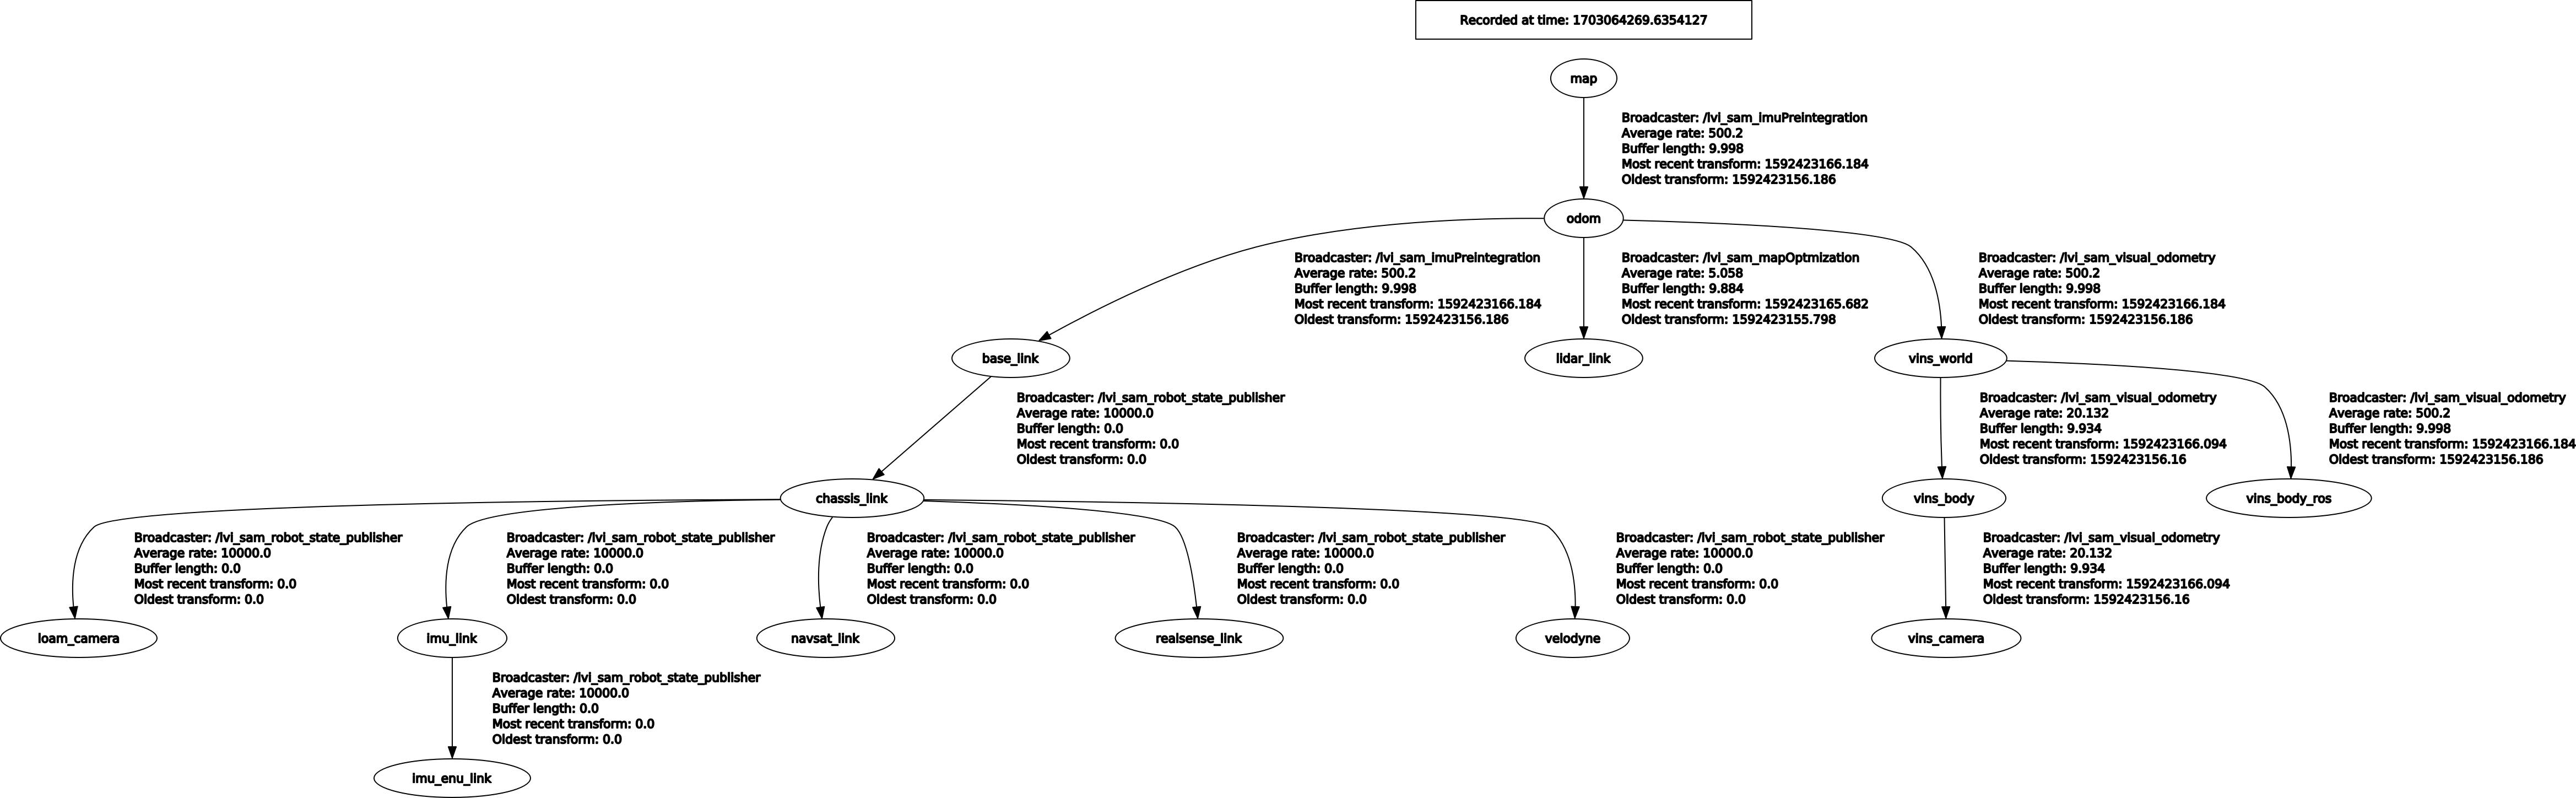 Recorded at time: 1703064269.6354127
map
Broadcaster: /lvi_sam_imuPreintegration
Average rate: 500.2
Buffer length: 9.998
Most recent transform: 1592423166.184
Oldest transform: 1592423156.186
odom
Broadcaster: /lvi_sam_imuPreintegration
Average rate: 500.2
Buffer length: 9.998
Most recent transform: 1592423166.184
Oldest transform: 1592423156.186
Broadcaster: /lvi_sam_mapOptmization
Average rate: 5.058
Buffer length: 9.884
Most recent transform: 1592423165.682
Oldest transform: 1592423155.798
Broadcaster: /lvi_sam_visual_odometry
Average rate: 500.2
Buffer length: 9.998
Most recent transform: 1592423166.184
Oldest transform: 1592423156.186
base_link
lidar_link
vins_world
Broadcaster: /lvi_sam_robot_state_publisher
Average rate: 10000.0
Buffer length: 0.0
Most recent transform: 0.0
Oldest transform: 0.0
Broadcaster: /lvi_sam_visual_odometry
Average rate: 20.132
Buffer length: 9.934
Most recent transform: 1592423166.094
Oldest transform: 1592423156.16
Broadcaster: /lvi_sam_visual_odometry
Average rate: 500.2
Buffer length: 9.998
Most recent transform: 1592423166.184
Oldest transform: 1592423156.186
chassis_link
vins_body
vins_body_ros
Broadcaster: /lvi_sam_robot_state_publisher
Average rate: 10000.0
Buffer length: 0.0
Most recent transform: 0.0
Oldest transform: 0.0
Broadcaster: /lvi_sam_robot_state_publisher
Average rate: 10000.0
Buffer length: 0.0
Most recent transform: 0.0
Oldest transform: 0.0
Broadcaster: /lvi_sam_robot_state_publisher
Average rate: 10000.0
Buffer length: 0.0
Most recent transform: 0.0
Oldest transform: 0.0
Broadcaster: /lvi_sam_robot_state_publisher
Average rate: 10000.0
Buffer length: 0.0
Most recent transform: 0.0
Oldest transform: 0.0
Broadcaster: /lvi_sam_robot_state_publisher
Average rate: 10000.0
Buffer length: 0.0
Most recent transform: 0.0
Oldest transform: 0.0
Broadcaster: /lvi_sam_visual_odometry
Average rate: 20.132
Buffer length: 9.934
Most recent transform: 1592423166.094
Oldest transform: 1592423156.16
loam_camera
imu_link
navsat_link
realsense_link
velodyne
vins_camera
Broadcaster: /lvi_sam_robot_state_publisher
Average rate: 10000.0
Buffer length: 0.0
Most recent transform: 0.0
Oldest transform: 0.0
imu_enu_link